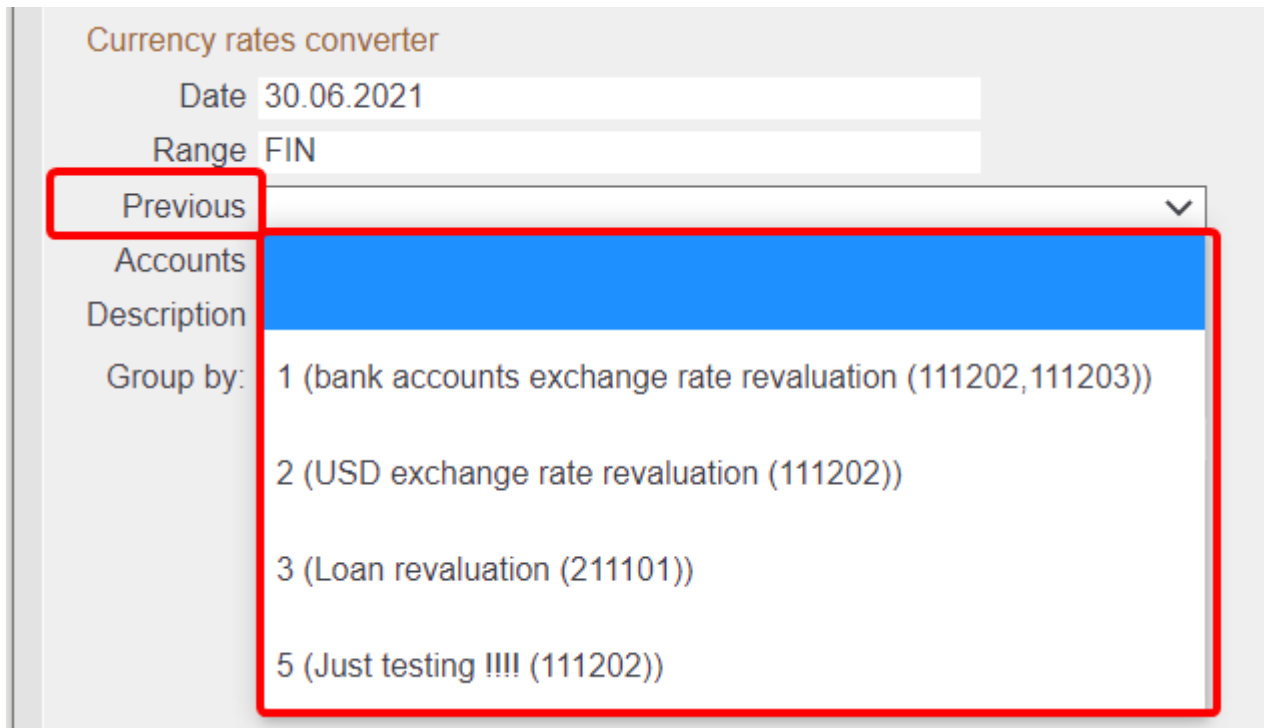 Currency rates converter
Date 30.06.2021
Range FIN
Previous
Accounts
Description
Group by: 1 (bank accounts exchange rate revaluation (111202,111203))
2 (USD exchange rate revaluation (111202))
3 (Loan revaluation (211101))
5 (Just testing !!!! (111202))